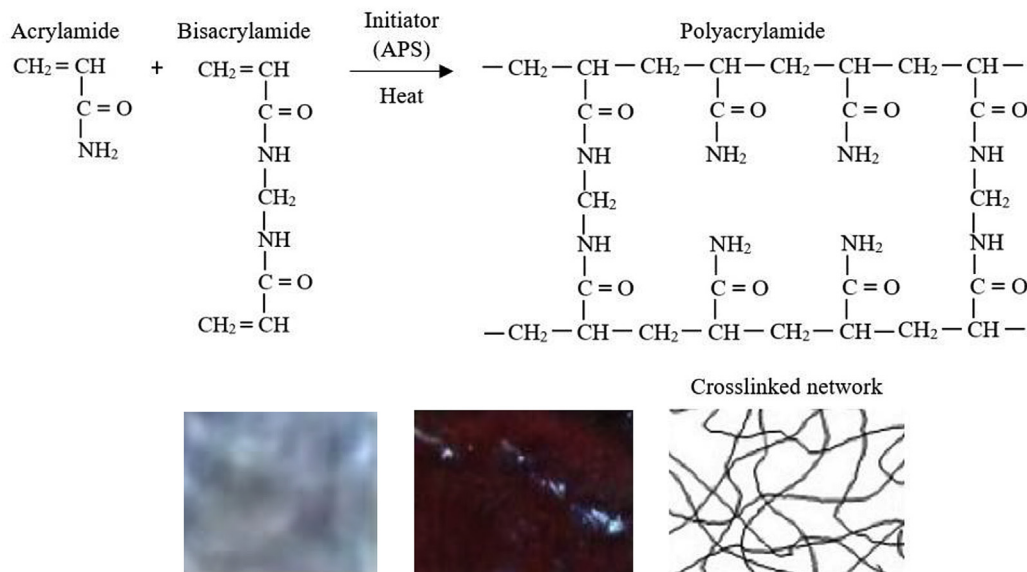 Acrylamide
Bisacrylamide
Initiator
(APS)
Heat
Polyacrylamide
CH₂=CH
C=O
NH₂
+
CH₂=CH
C=O
NH
CH₂
NH
C=O
CH₂=CH
—CH₂—CH—CH₂—CH—CH₂—CH—CH₂—CH—
C=O C=O C=O C=O
NH NH₂ NH₂ NH
CH₂ CH₂
NH NH₂ NH₂ NH
C=O C=O C=O C=O
—CH₂—CH—CH₂—CH—CH₂—CH—CH₂—CH—
Crosslinked network